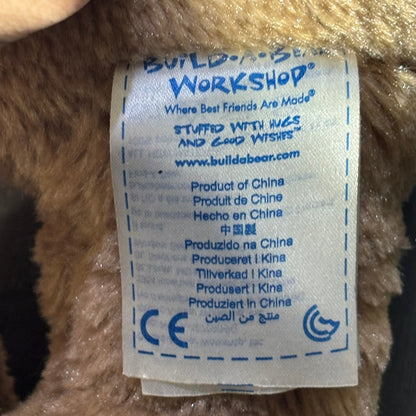 BUILD-A-BEAR
WORKSHOP®
Where Best Friends Are Made®
STUFFED WITH HUGS
AND GOOD WISHES™
www.buildabear.com
Product of China
Produit de Chine
Hecho en China
中国製
Produzido na China
Produceret i Kina
Tillverkad i Kina
Produsert i Kina
Produziert in China
منتج من الصين
CE